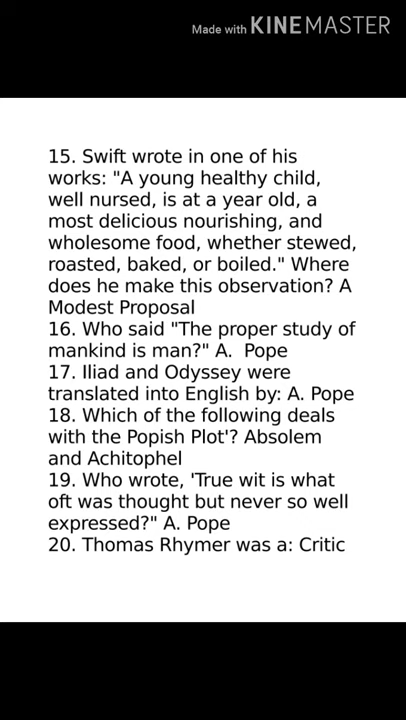 Made with KINEMASTER
15. Swift wrote in one of his
works: "A young healthy child,
well nursed, is at a year old, a
most delicious nourishing, and
wholesome food, whether stewed,
roasted, baked, or boiled." Where
does he make this observation? A
Modest Proposal
16. Who said "The proper study of
mankind is man?" A.  Pope
17. Iliad and Odyssey were
translated into English by: A. Pope
18. Which of the following deals
with the Popish Plot'? Absolem
and Achitophel
19. Who wrote, 'True wit is what
oft was thought but never so well
expressed?" A. Pope
20. Thomas Rhymer was a: Critic